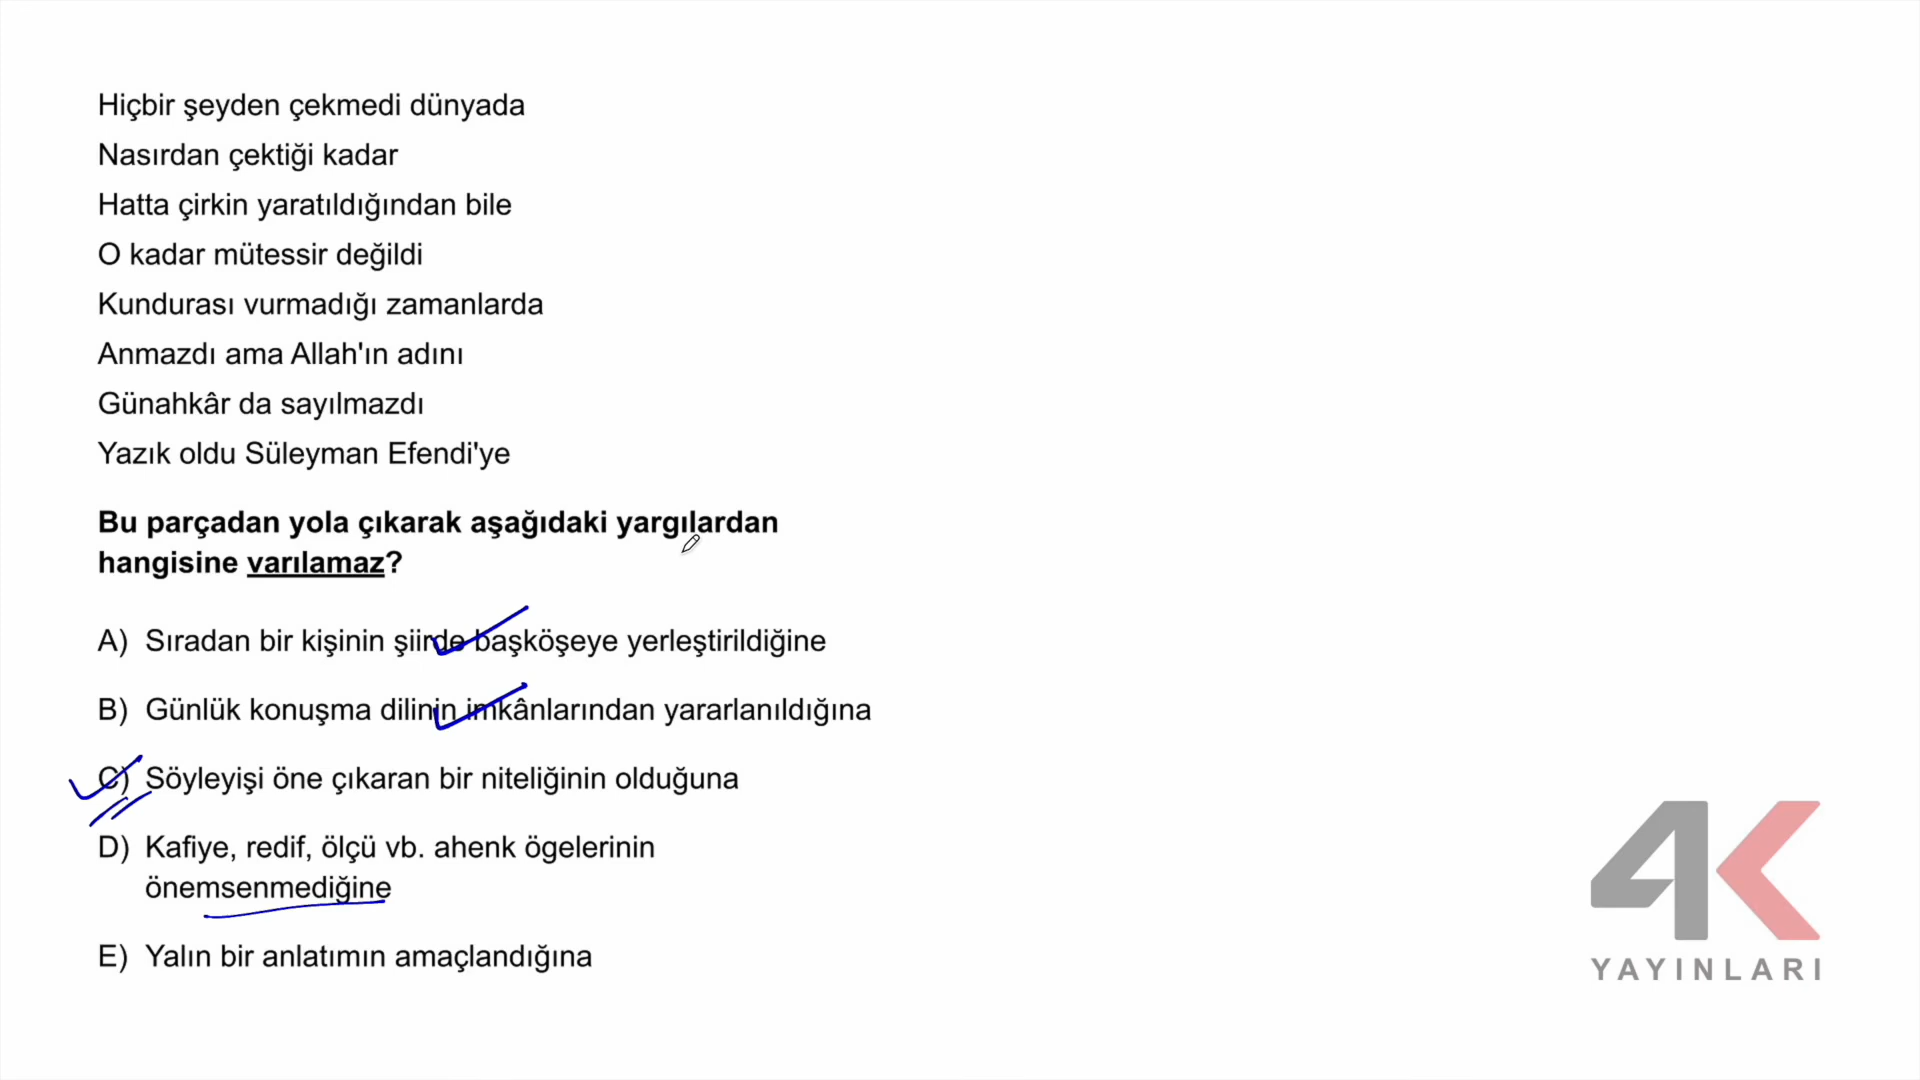 Hiçbir şeyden çekmedi dünyada
Nasırdan çektiği kadar
Hatta çirkin yaratıldığından bile
O kadar mütessir değildi
Kundurası vurmadığı zamanlarda
Anmazdı ama Allah'ın adını
Günahkâr da sayılmazdı
Yazık oldu Süleyman Efendi'ye
Bu parçadan yola çıkarak aşağıdaki yargılardan
hangisine varılamaz?
A) Sıradan bir kişinin şiirde başköşeye yerleştirildiğine
B) Günlük konuşma dilinin imkânlarından yararlanıldığına
C) Söyleyişi öne çıkaran bir niteliğinin olduğuna
D) Kafiye, redif, ölçü vb. ahenk ögelerinin
önemsenmediğine
E) Yalın bir anlatımın amaçlandığına
4K
YAYINLARI